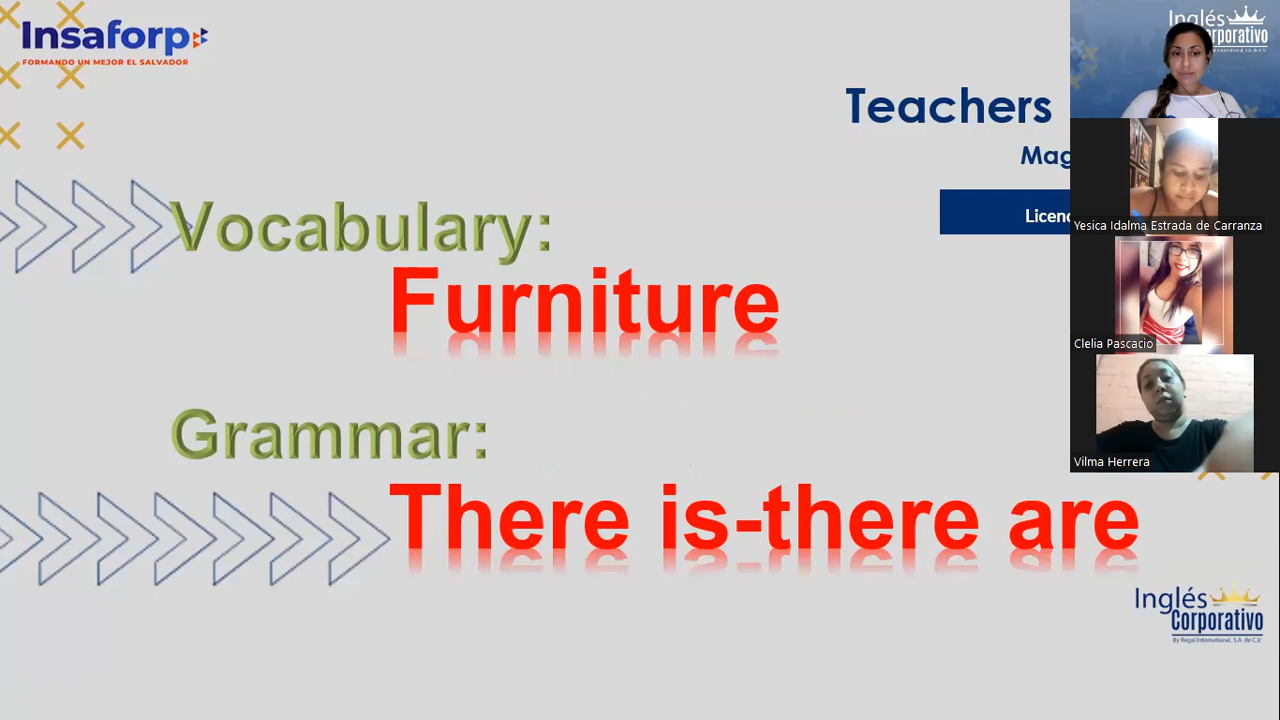 Insaforp
FORMANDO UN MEJOR EL SALVADOR
Teachers
Vocabulary:
Furniture
Grammar:
There is-there are
Inglés
Corporativo
By Regal International, S.A. de C.V.
Inglés
Yesica Idalma Estrada de Carranza
Clelia Pascacio
Vilma Herrera